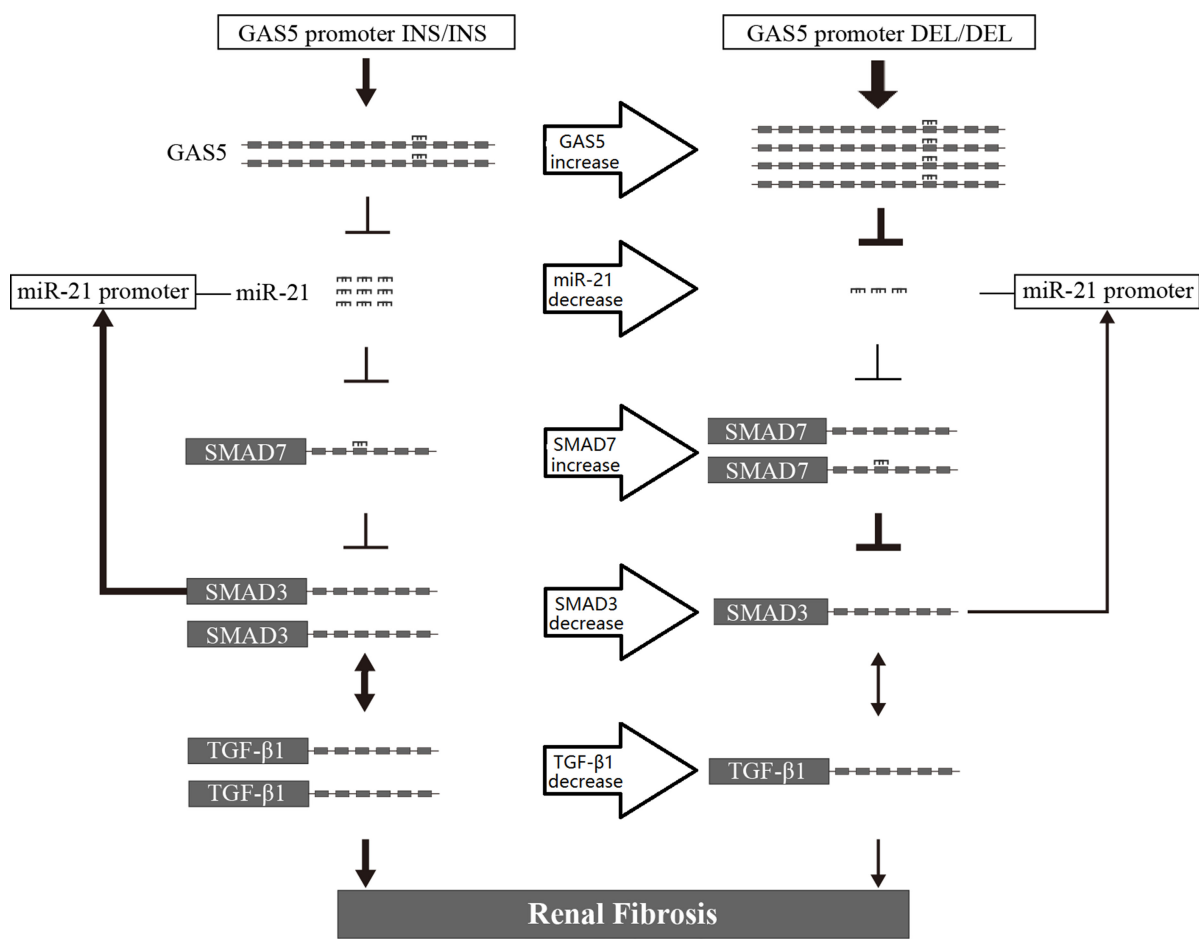 GAS5 promoter INS/INS
GAS5 promoter DEL/DEL
GAS5
GAS5
increase
miR-21 promoter
miR-21
miR-21
decrease
miR-21 promoter
SMAD7
SMAD7
increase
SMAD7
SMAD7
SMAD3
SMAD3
SMAD3
decrease
SMAD3
TGF-β1
TGF-β1
TGF-β1
decrease
TGF-β1
Renal Fibrosis